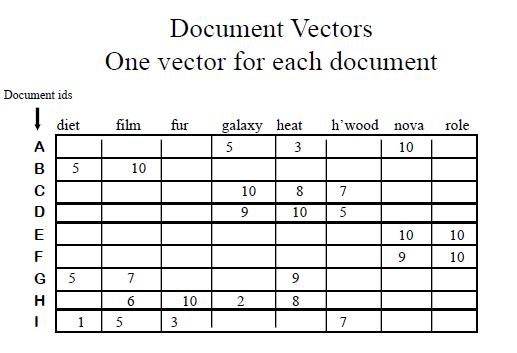 Document Vectors
One vector for each document
Document ids
diet film fur galaxy heat h'wood nova role
A 5 3 10
B 5 10
C 10 8 7
D 9 10 5
E 10 10
F 9 10
G 5 7 9
H 6 10 2 8
I 1 5 3 7